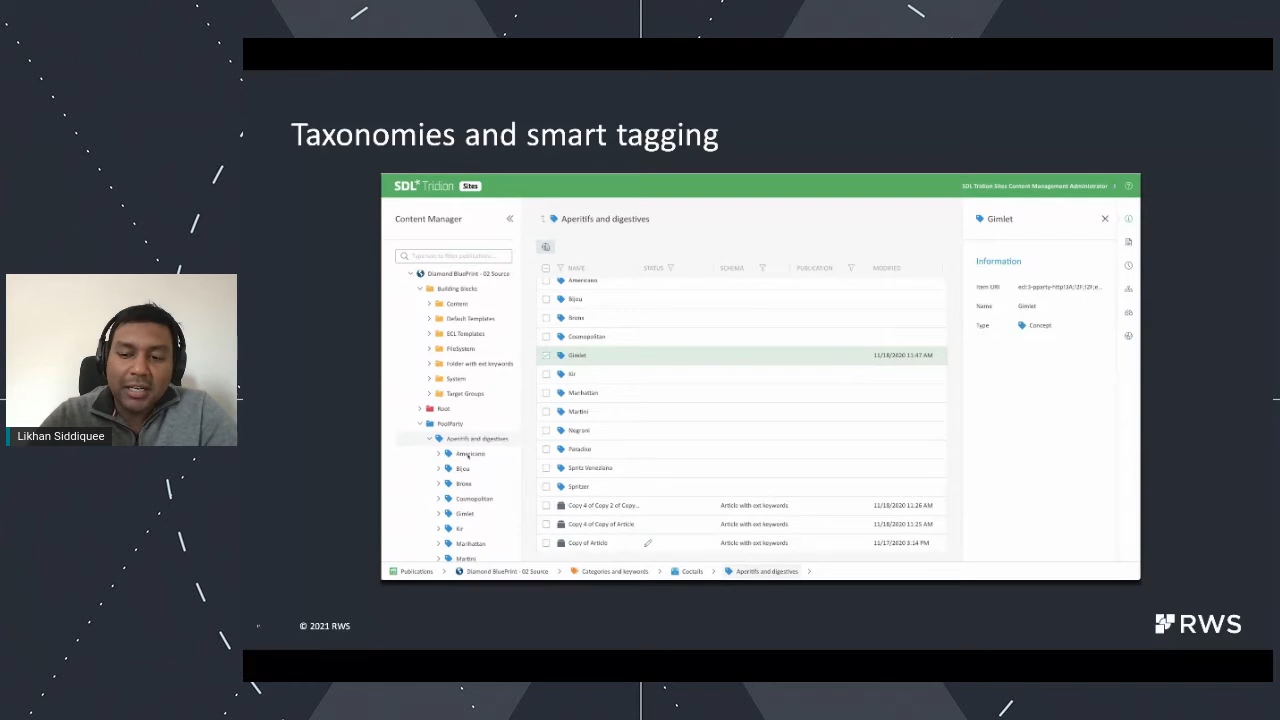 Taxonomies and smart tagging
SDL* Tridion Sites
SDL Tridion Sites Content Management Administrator
Content Manager
Type text to filter publications...
Diamond BluePrint - 02 Source
Building Blocks
Content
Default Templates
ECL Templates
FileSystem
Folder with ext keywords
System
Target Groups
Root
PoolParty
Aperitifs and digestives
Americano
Bijou
Bronx
Cosmopolitan
Gimlet
Kir
Manhattan
Martini
Aperitifs and digestives
NAME STATUS SCHEMA PUBLICATION MODIFIED
Americano
Bijou
Bronx
Cosmopolitan
Gimlet 11/18/2020 11:47 AM
Kir
Manhattan
Martini
Negroni
Paradise
Spritz Veneziano
Spritzer
Copy 4 of Copy 2 of Copy... Article with ext keywords 11/18/2020 11:26 AM
Copy 4 of Copy of Article Article with ext keywords 11/18/2020 11:25 AM
Copy of Article Article with ext keywords 11/17/2020 3:14 PM
Gimlet
Information
Item URI
Name Gimlet
Type Concept
Publications Diamond BluePrint - 02 Source Categories and keywords Coctails Aperitifs and digestives
Likhan Siddiquee
© 2021 RWS
RWS